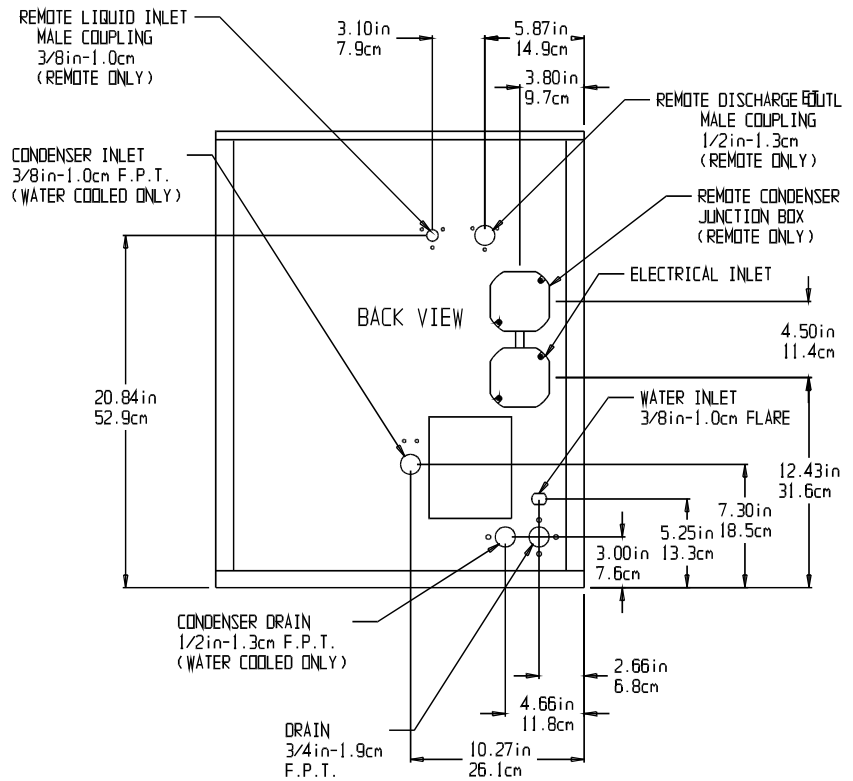 REMOTE LIQUID INLET
MALE COUPLING
3/8in-1.0cm
(REMOTE ONLY)
3.10in
7.9cm
5.87in
14.9cm
3.80in
9.7cm
REMOTE DISCHARGE OUTLET
MALE COUPLING
1/2in-1.3cm
(REMOTE ONLY)
CONDENSER INLET
3/8in-1.0cm F.P.T.
(WATER COOLED ONLY)
REMOTE CONDENSER
JUNCTION BOX
(REMOTE ONLY)
ELECTRICAL INLET
BACK VIEW
4.50in
11.4cm
20.84in
52.9cm
WATER INLET
3/8in-1.0cm FLARE
12.43in
31.6cm
7.30in
18.5cm
5.25in
13.3cm
3.00in
7.6cm
CONDENSER DRAIN
1/2in-1.3cm F.P.T.
(WATER COOLED ONLY)
2.66in
6.8cm
4.66in
11.8cm
DRAIN
3/4in-1.9cm
F.P.T.
10.27in
26.1cm